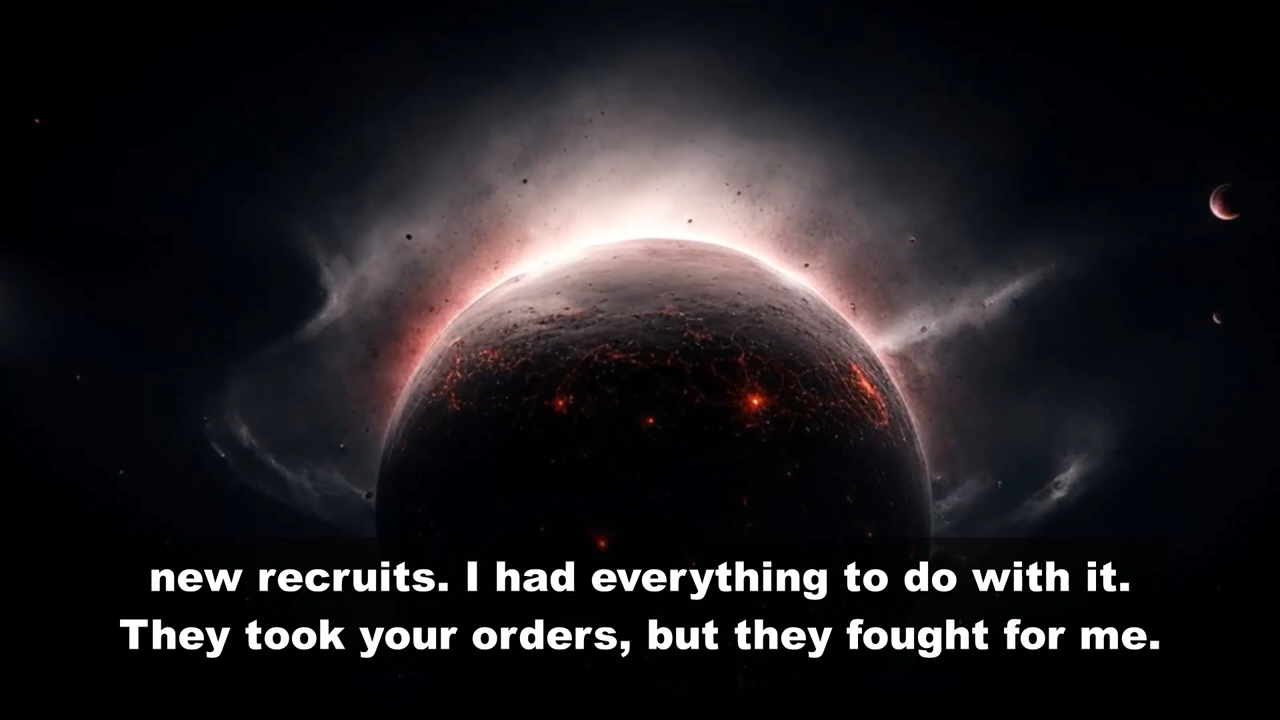 new recruits. I had everything to do with it.
They took your orders, but they fought for me.